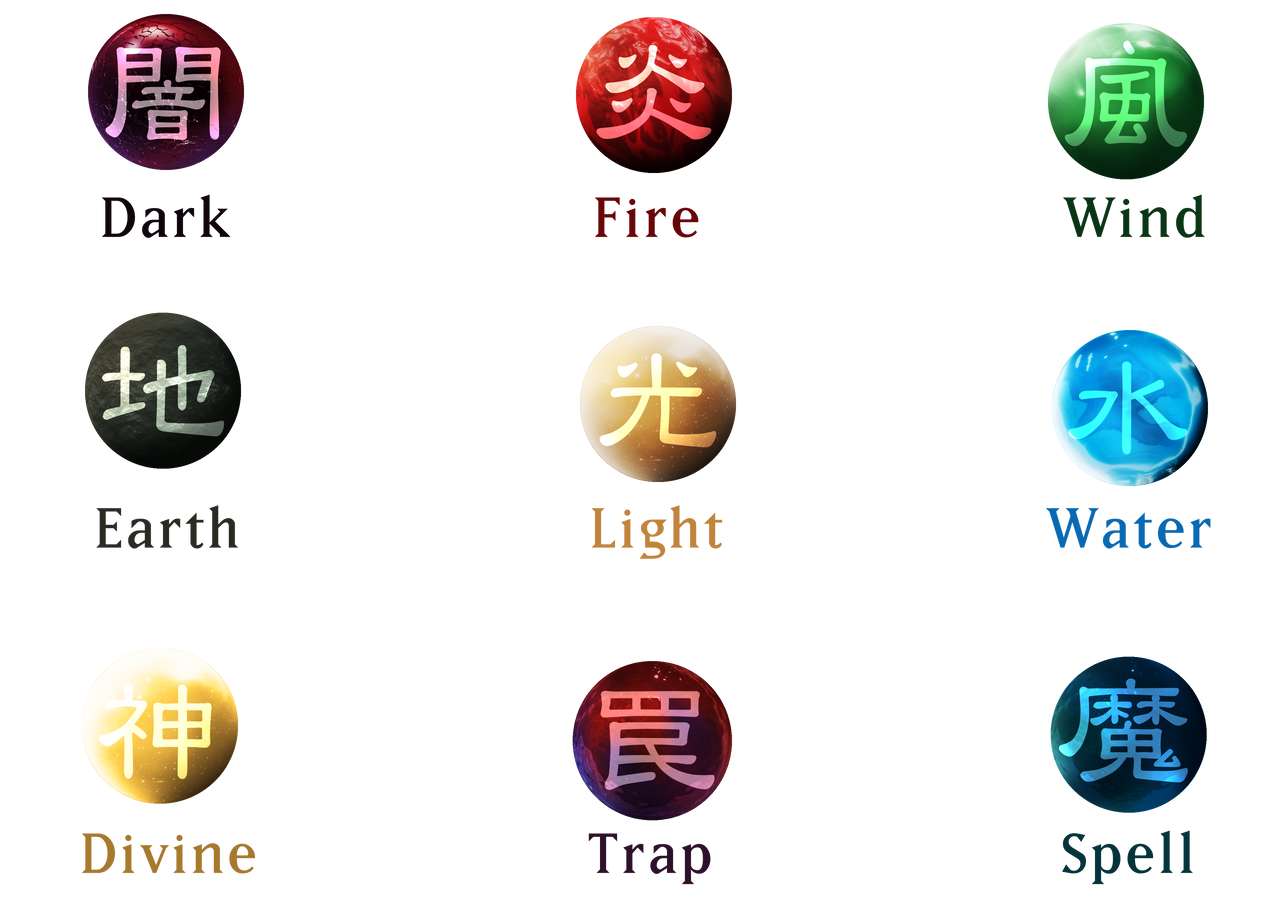 闇 炎 風
Dark Fire Wind
地 光 水
Earth Light Water
神 罠 魔
Divine Trap Spell